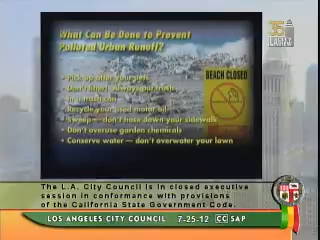 35
LA CITYVIEW
What Can Be Done to Prevent
Polluted Urban Runoff?
BEACH CLOSED
• Pick up after your pets
• Don't litter! Always put trash
in a trash can
• Recycle your used motor oil
• Sweep – don't hose down your sidewalks
• Don't overuse garden chemicals
• Conserve water – don't overwater your lawn
The L.A. City Council is in closed executive
session in conformance with provisions
of the California State Government Code.
LOS ANGELES CITY COUNCIL 7-25-12 CC SAP